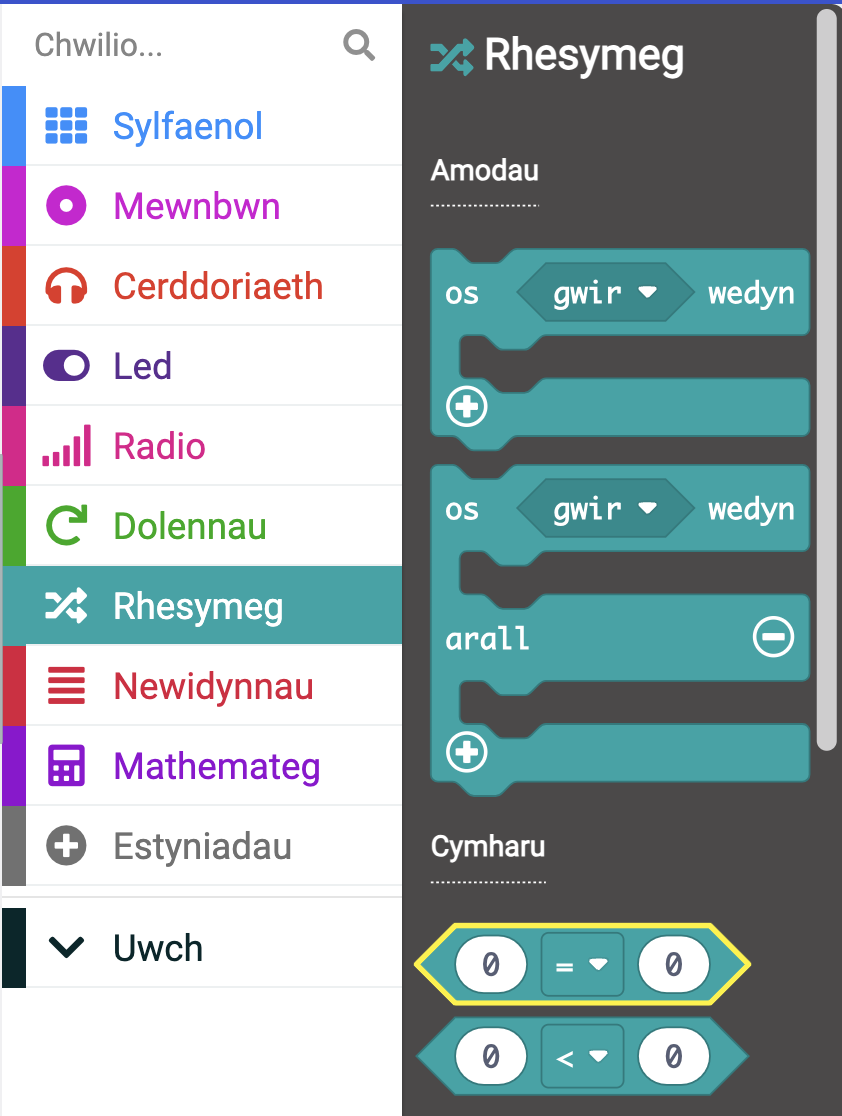 Chwilio...
Sylfaenol
Mewnbwn
Cerddoriaeth
Led
Radio
Dolennau
Rhesymeg
Newidynnau
Mathemateg
Estyniadau
Uwch
Rhesymeg
Amodau
os gwir wedyn
os gwir wedyn
arall
Cymharu
0 = 0
0 < 0